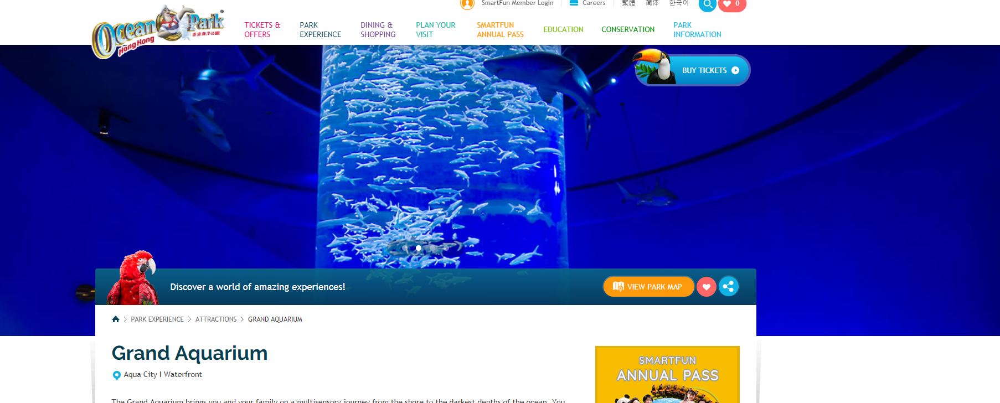 SmartFun Member Login
Careers
繁體
简体
한국어
0
Ocean Park®
Hong Kong
香港海洋公園
TICKETS &
OFFERS
PARK
EXPERIENCE
DINING &
SHOPPING
PLAN YOUR
VISIT
SMARTFUN
ANNUAL PASS
EDUCATION
CONSERVATION
PARK
INFORMATION
BUY TICKETS
Discover a world of amazing experiences!
VIEW PARK MAP
PARK EXPERIENCE > ATTRACTIONS > GRAND AQUARIUM
Grand Aquarium
Aqua City I Waterfront
The Grand Aquarium brings you and your family on a multisensory journey from the shore to the darkest depths of the ocean. You
SMARTFUN
ANNUAL PASS